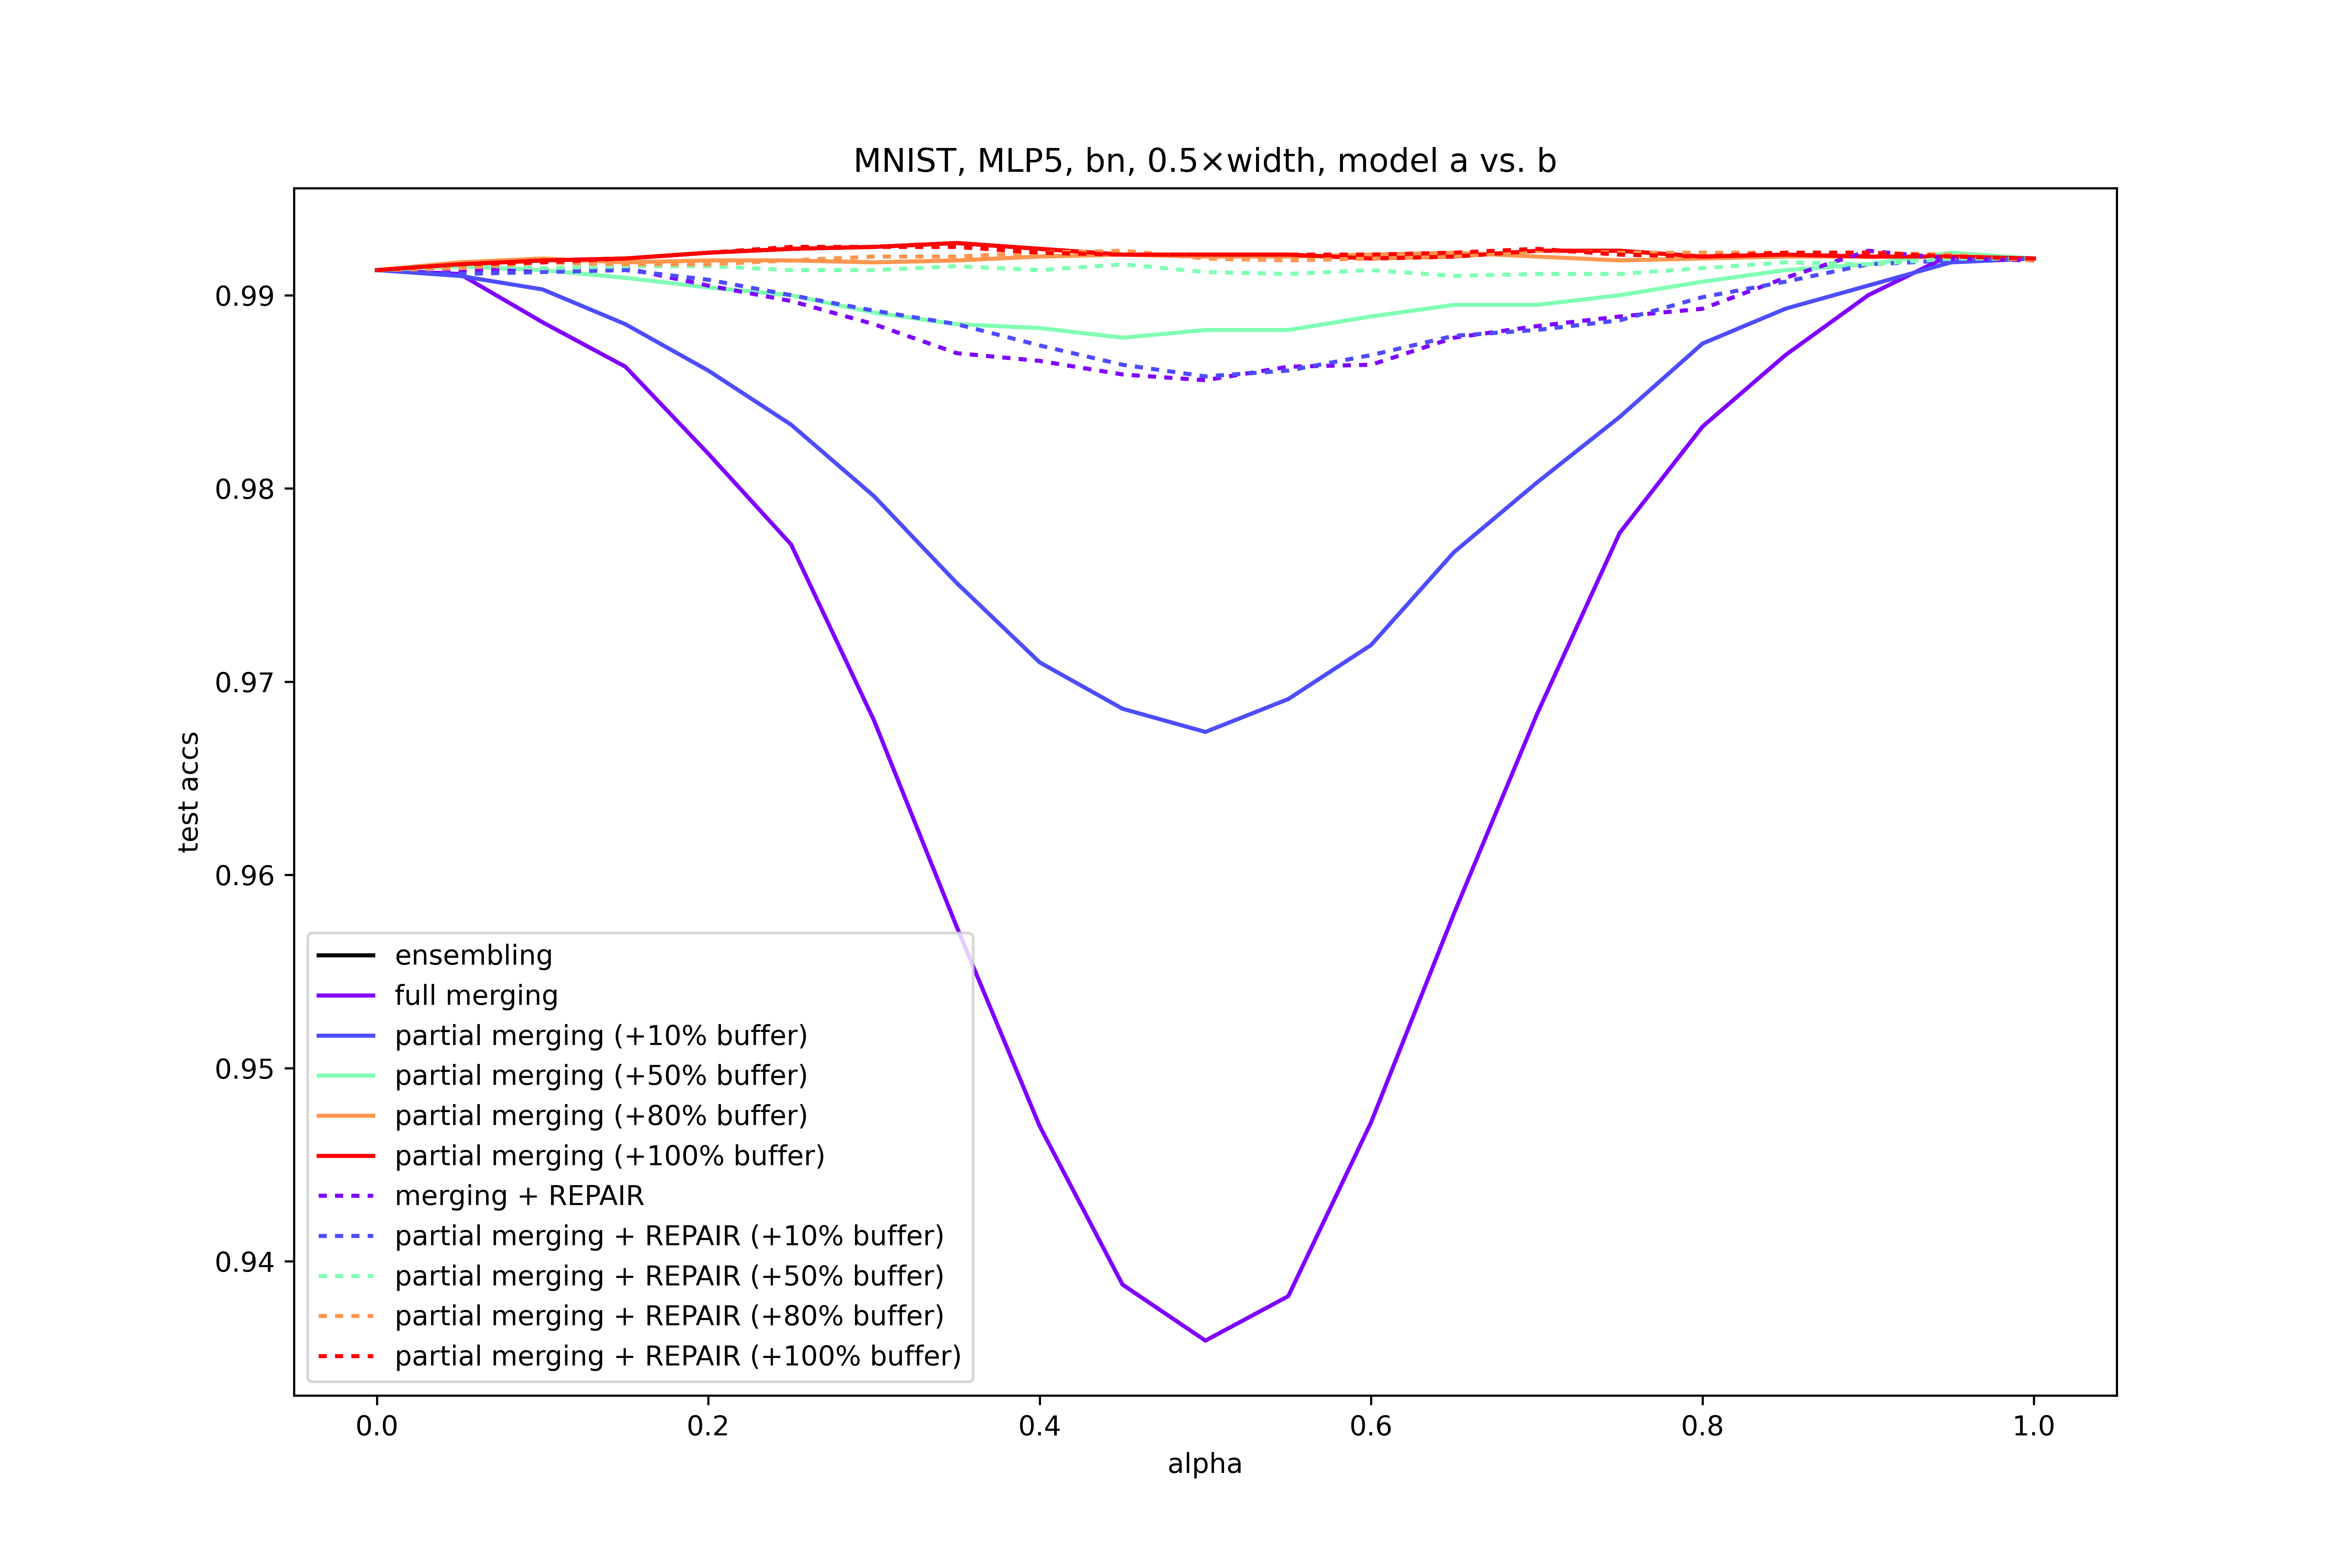 MNIST, MLP5, bn, 0.5×width, model a vs. b
test accs
0.99
0.98
0.97
0.96
0.95
0.94
ensembling
full merging
partial merging (+10% buffer)
partial merging (+50% buffer)
partial merging (+80% buffer)
partial merging (+100% buffer)
merging + REPAIR
partial merging + REPAIR (+10% buffer)
partial merging + REPAIR (+50% buffer)
partial merging + REPAIR (+80% buffer)
partial merging + REPAIR (+100% buffer)
0.0 0.2 0.4 0.6 0.8 1.0
alpha